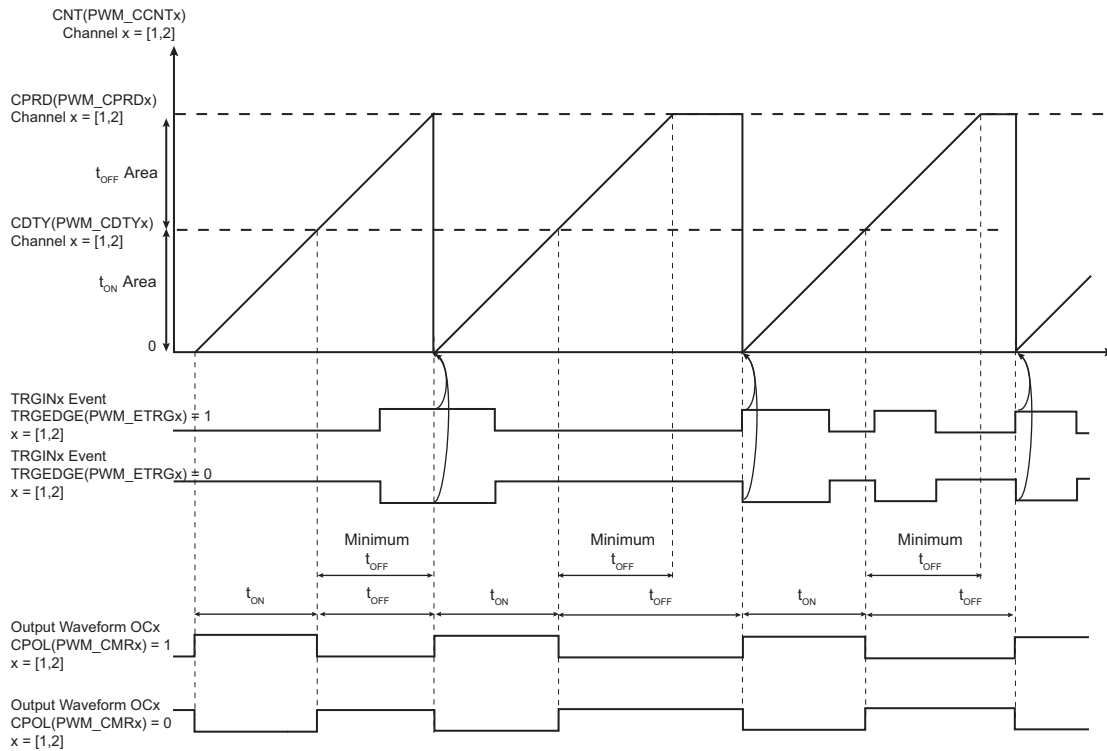 CNT(PWM_CCNTx)
Channel x = [1,2]
CPRD(PWM_CPRDx)
Channel x = [1,2]
tOFF Area
CDTY(PWM_CDTYx)
Channel x = [1,2]
tON Area
0
TRGINx Event
TRGEDGE(PWM_ETRGx) = 1
x = [1,2]
TRGINx Event
TRGEDGE(PWM_ETRGx) = 0
x = [1,2]
Minimum
tOFF
Minimum
tOFF
Minimum
tOFF
tON
tOFF
tON
tOFF
tON
tOFF
Output Waveform OCx
CPOL(PWM_CMRx) = 1
x = [1,2]
Output Waveform OCx
CPOL(PWM_CMRx) = 0
x = [1,2]